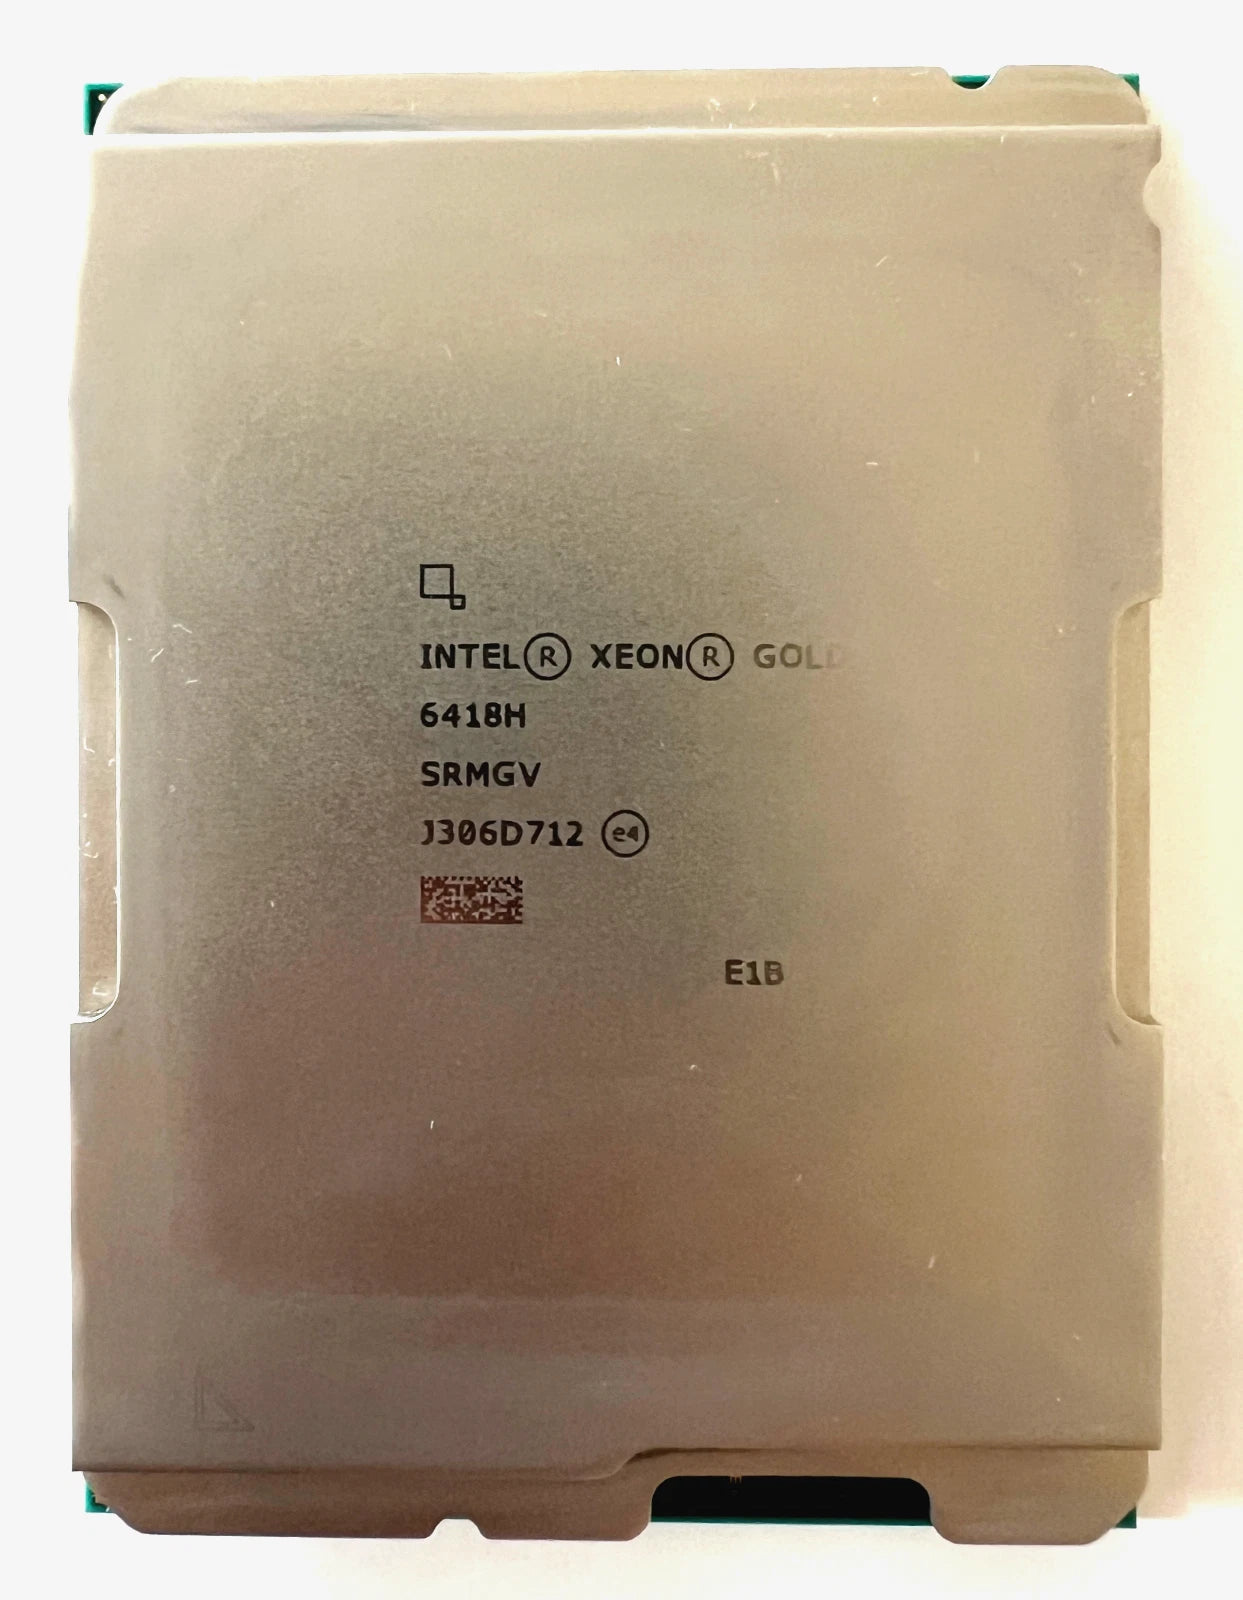 INTEL® XEON® GOLD
6418H
SRMGV
J306D712 e4
E1B